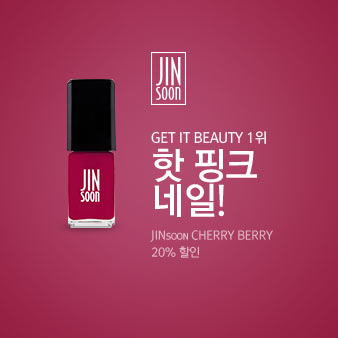 JIN
SOON
GET IT BEAUTY 1위
핫 핑크
네일!
JINSOON CHERRY BERRY
20% 할인
JIN
SOON